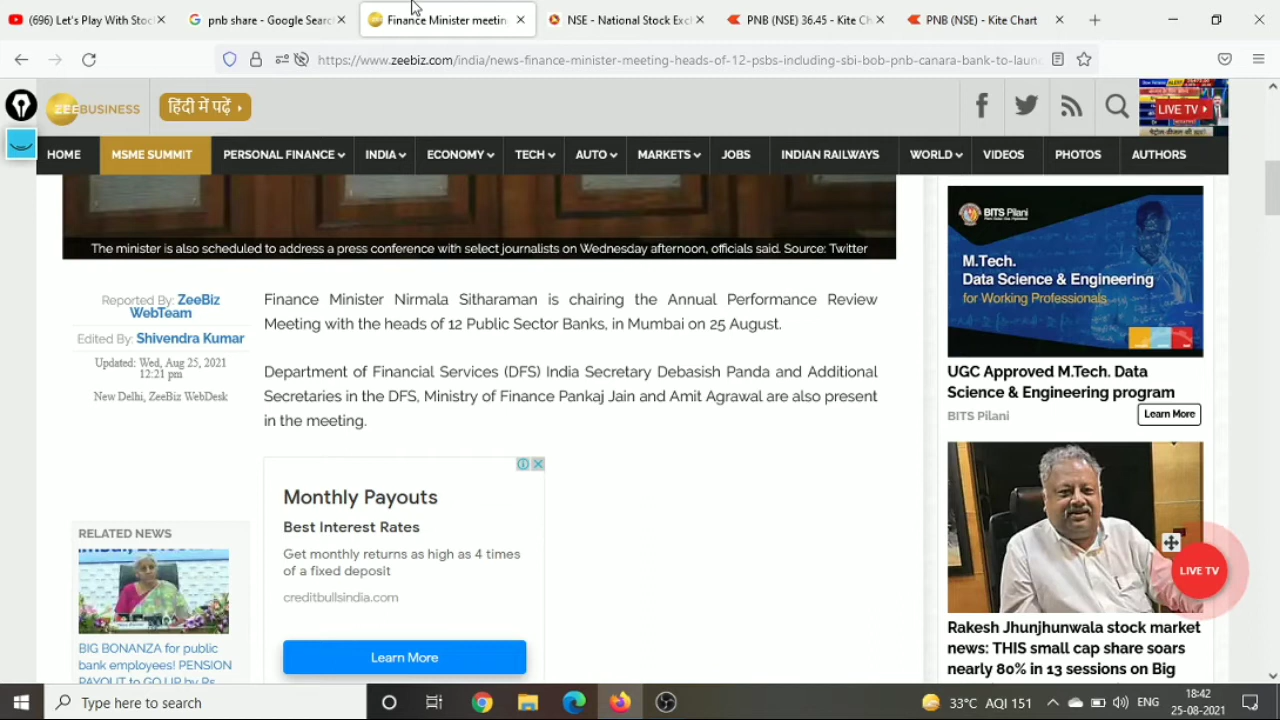 (696) Let's Play With Stoc
pnb share - Google Searc
Finance Minister meetin
NSE - National Stock Exc
PNB (NSE) 36.45 - Kite Ch
PNB (NSE) - Kite Chart
https://www.zeebiz.com/india/news-finance-minister-meeting-heads-of-12-psbs-including-sbi-bob-pnb-canara-bank-to-laun
ZEEBUSINESS
हिंदी में पढ़ें ›
LIVE TV
HOME
MSME SUMMIT
PERSONAL FINANCE
INDIA
ECONOMY
TECH
AUTO
MARKETS
JOBS
INDIAN RAILWAYS
WORLD
VIDEOS
PHOTOS
AUTHORS
The minister is also scheduled to address a press conference with select journalists on Wednesday afternoon, officials said. Source: Twitter
Reported By: ZeeBiz
WebTeam
Edited By: Shivendra Kumar
Updated: Wed, Aug 25, 2021
12:21 pm
New Delhi, ZeeBiz WebDesk
Finance Minister Nirmala Sitharaman is chairing the Annual Performance Review
Meeting with the heads of 12 Public Sector Banks, in Mumbai on 25 August.
Department of Financial Services (DFS) India Secretary Debasish Panda and Additional
Secretaries in the DFS, Ministry of Finance Pankaj Jain and Amit Agrawal are also present
in the meeting.
Monthly Payouts
Best Interest Rates
Get monthly returns as high as 4 times
of a fixed deposit
creditbullsindia.com
Learn More
RELATED NEWS
BIG BONANZA for public
bank employees! PENSION
PAYOUT to GO UP by Rs
BITS Pilani
M.Tech.
Data Science & Engineering
for Working Professionals
UGC Approved M.Tech. Data
Science & Engineering program
BITS Pilani
Learn More
LIVE TV
Rakesh Jhunjhunwala stock market
news: THIS small cap share soars
nearly 80% in 13 sessions on Big
Type here to search
33°C AQI 151
ENG
18:42
25-08-2021